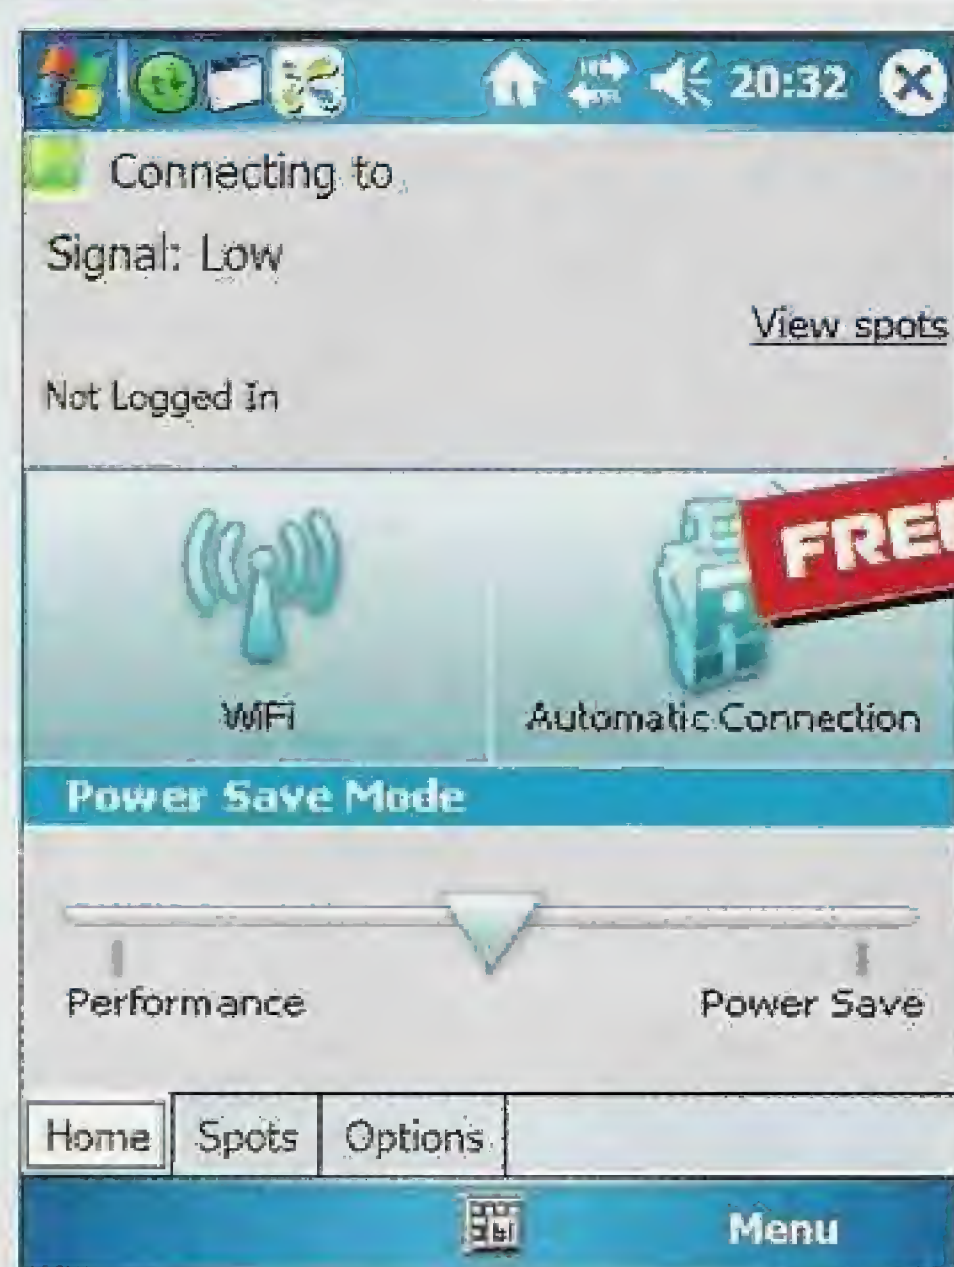 20:32
Connecting to
Signal: Low
View spots
Not Logged In
FREE
WiFi
Automatic Connection
Power Save Mode
Performance
Power Save
Home
Spots
Options
Menu